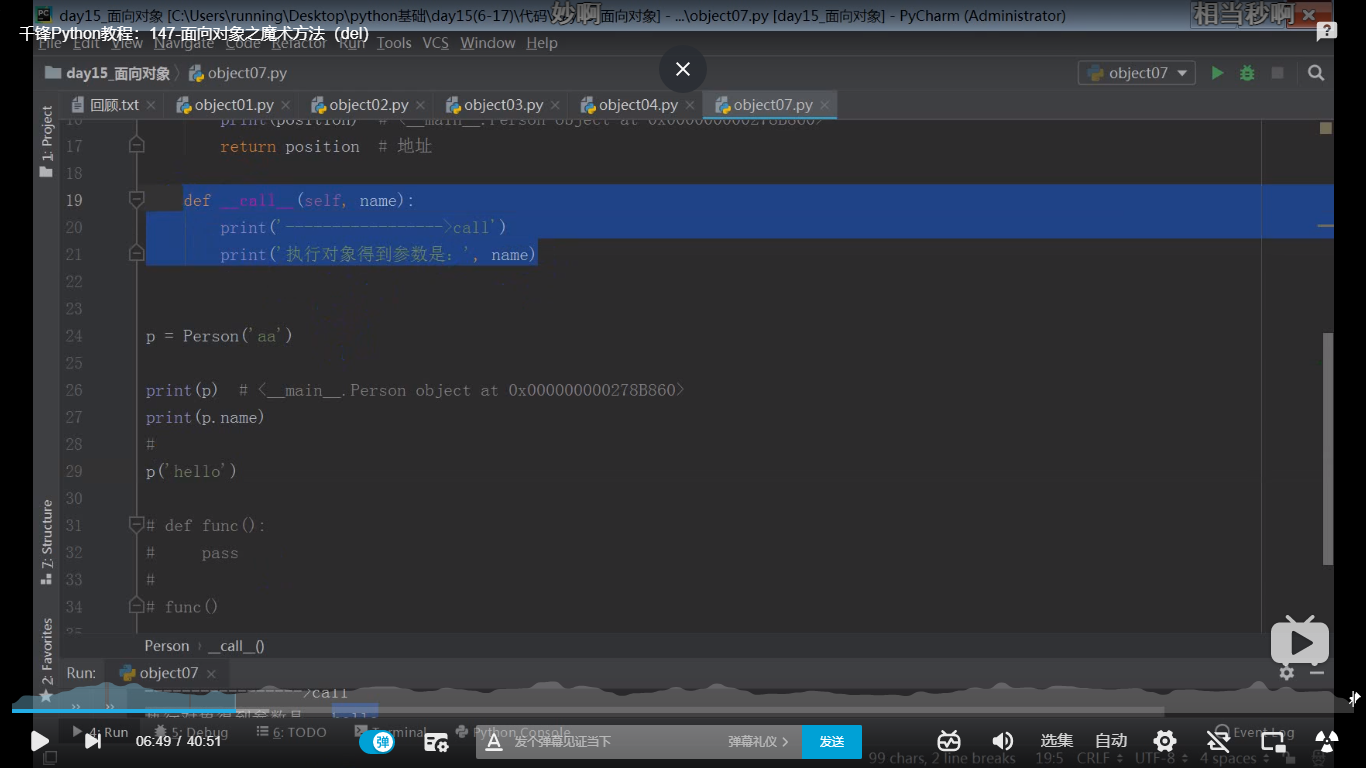 day15_面向对象 [C:\Users\running\Desktop\python基础\day15(6-17)\代码\ 面向对象] - ...\object07.py [day15_面向对象] - PyCharm (Administrator)
妙啊
相当秒啊
千锋Python教程：147-面向对象之魔术方法（del）
File Edit View Navigate Code Refactor Run Tools VCS Window Help
day15_面向对象 object07.py
object07
回顾.txt object01.py object02.py object03.py object04.py object07.py
1: Project
16 print(position) # <__main__.Person object at 0x000000000278B860>
17 return position # 地址
18
19 def __call__(self, name):
20 print('----------------->call')
21 print('执行对象得到参数是：', name)
22
23
24 p = Person('aa')
25
26 print(p) # <__main__.Person object at 0x000000000278B860>
27 print(p.name)
28 #
29 p('hello')
30
31 # def func():
32 # pass
33 #
34 # func()
35
7: Structure
2: Favorites
Person › __call__()
Run: object07
----------------->call
执行对象得到参数是： hello
4: Run 5: Debug 6: TODO Terminal Python Console Event Log
06:49 / 40:51
弹
发个弹幕见证当下
弹幕礼仪 >
发送
选集
自动
99 chars, 2 line breaks 19:5 CRLF UTF-8 4 spaces